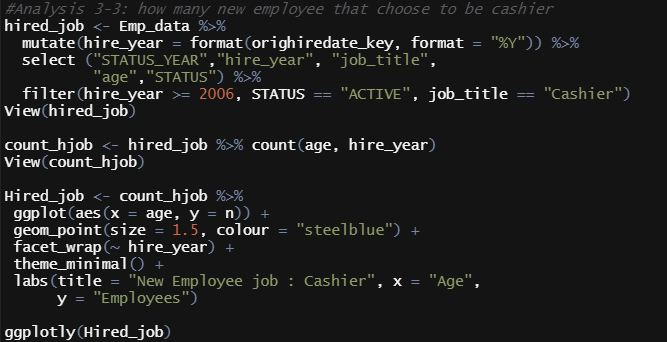 #Analysis 3-3: how many new employee that choose to be cashier
hired_job <- Emp_data %>%
  mutate(hire_year = format(orighiredate_key, format = "%Y")) %>%
  select ("STATUS_YEAR","hire_year", "job_title",
          "age","STATUS") %>%
  filter(hire_year >= 2006, STATUS == "ACTIVE", job_title == "Cashier")
View(hired_job)

count_hjob <- hired_job %>% count(age, hire_year)
View(count_hjob)

Hired_job <- count_hjob %>%
 ggplot(aes(x = age, y = n)) +
 geom_point(size = 1.5, colour = "steelblue") +
 facet_wrap(~ hire_year) +
 theme_minimal() +
 labs(title = "New Employee job : Cashier", x = "Age",
      y = "Employees")

ggplotly(Hired_job)